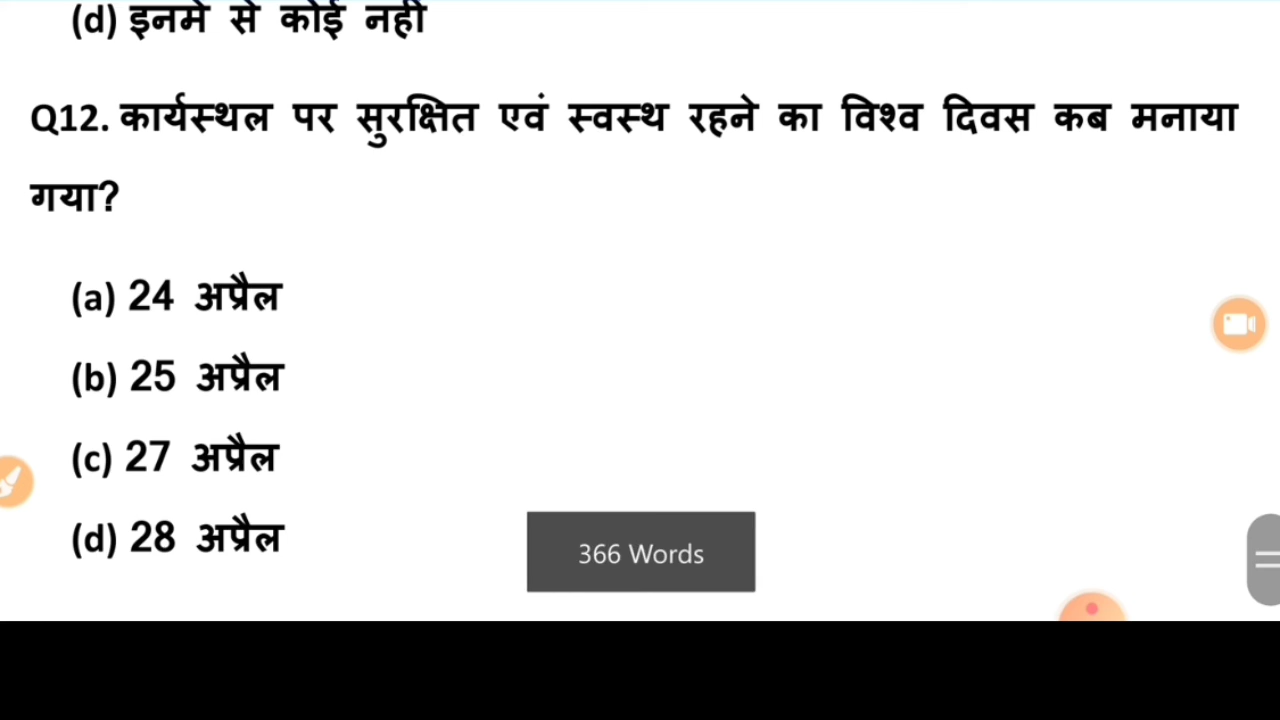 (d) इनमे से कोई नही
Q12. कार्यस्थल पर सुरक्षित एवं स्वस्थ रहने का विश्व दिवस कब मनाया
गया?
(a) 24 अप्रैल
(b) 25 अप्रैल
(c) 27 अप्रैल
(d) 28 अप्रैल
366 Words